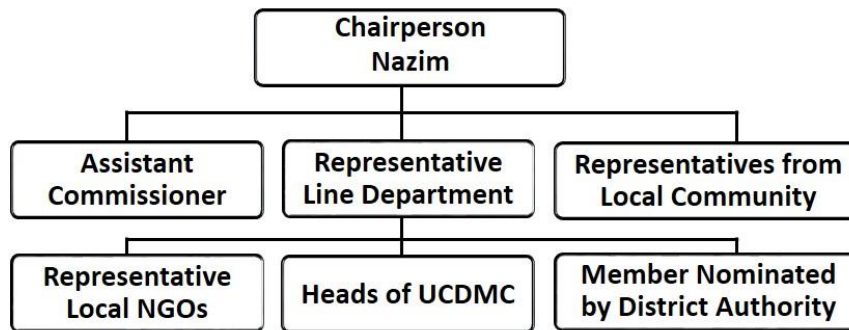 Chairperson
Nazim
Assistant
Commissioner
Representative
Line Department
Representatives from
Local Community
Representative
Local NGOs
Heads of UCDMC
Member Nominated
by District Authority